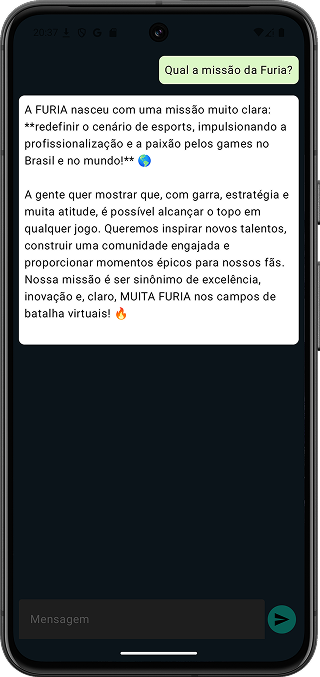 20:37
Qual a missão da Furia?
A FURIA nasceu com uma missão muito clara:
**redefinir o cenário de esports, impulsionando a
profissionalização e a paixão pelos games no
Brasil e no mundo!** 🌎
A gente quer mostrar que, com garra, estratégia e
muita atitude, é possível alcançar o topo em
qualquer jogo. Queremos inspirar novos talentos,
construir uma comunidade engajada e
proporcionar momentos épicos para nossos fãs.
Nossa missão é ser sinônimo de excelência,
inovação e, claro, MUITA FURIA nos campos de
batalha virtuais! 🔥
Mensagem